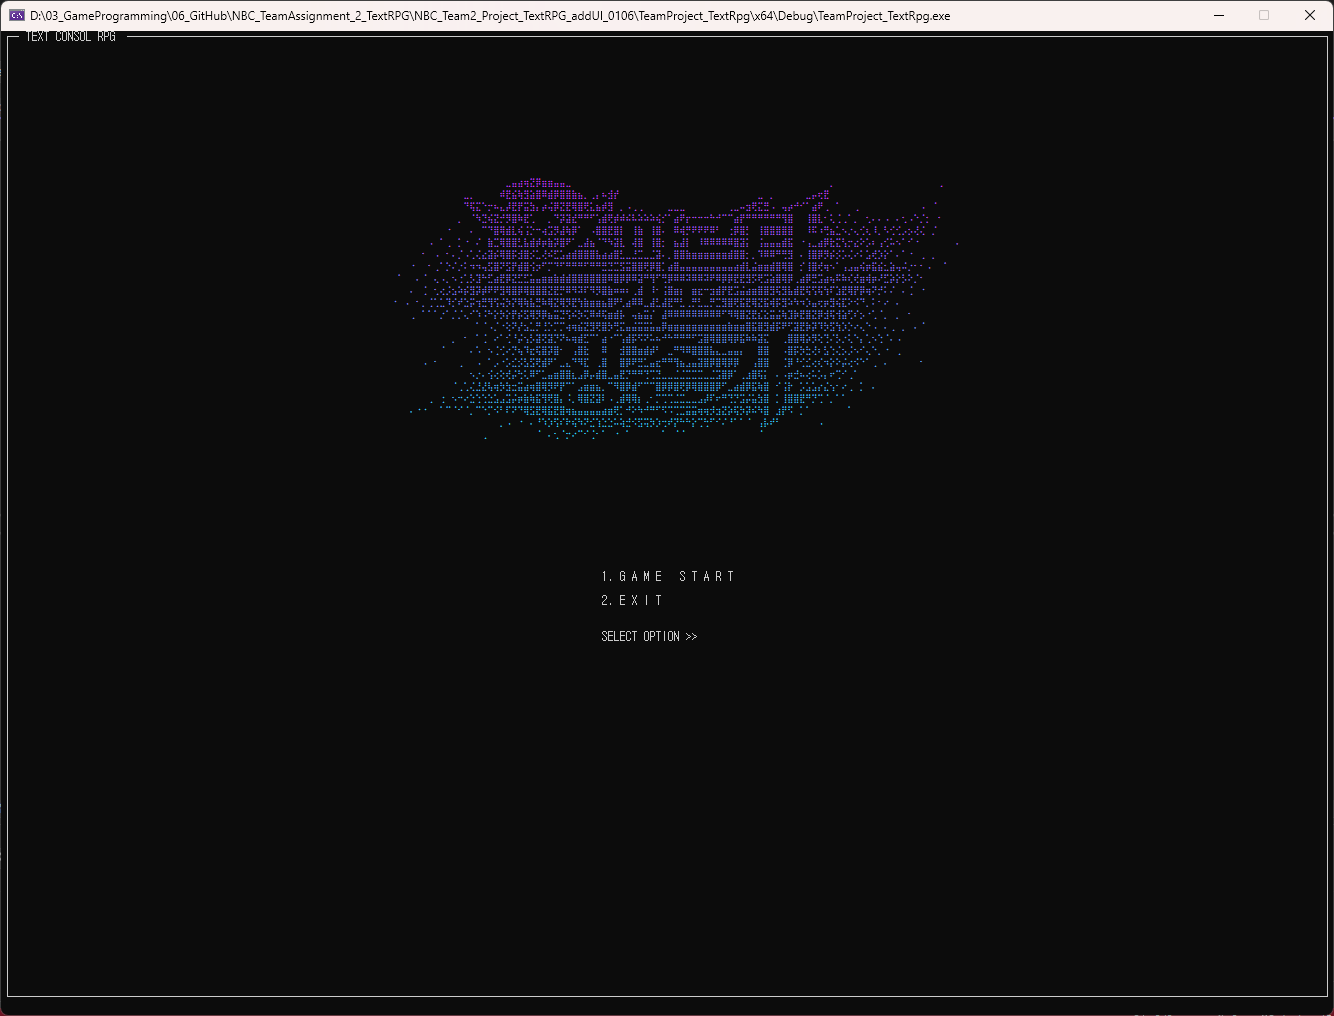 D:\03_GameProgramming\06_GitHub\NBC_TeamAssignment_2_TextRPG\NBC_Team2_Project_TextRPG_addUI_0106\TeamProject_TextRpg\x64\Debug\TeamProject_TextRpg.exe
TEXT CONSOL RPG
1. G A M E   S T A R T
2. E X I T
SELECT OPTION >>